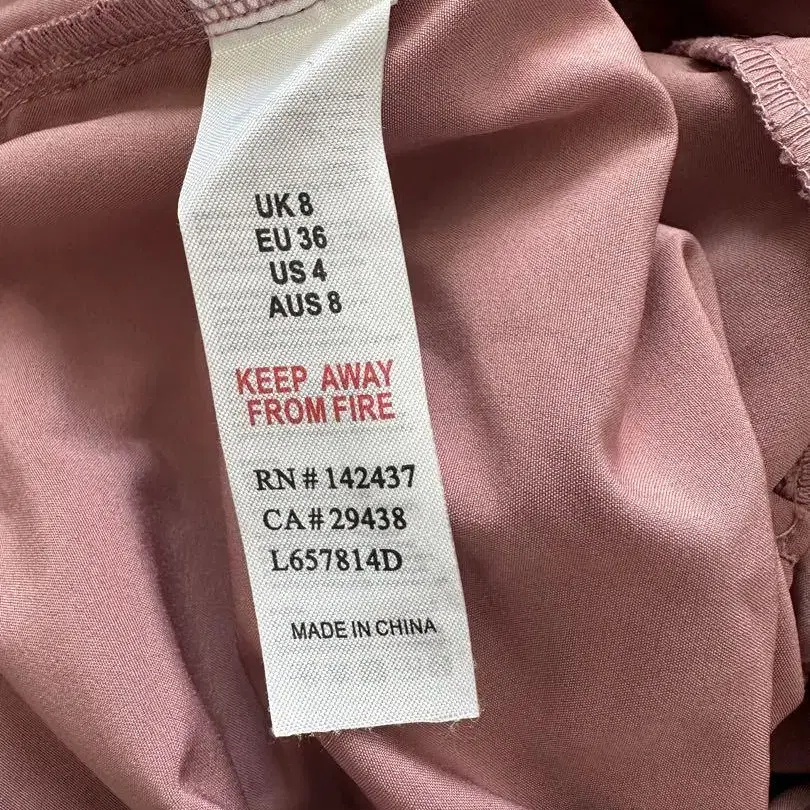 UK 8
EU 36
US 4
AUS 8
KEEP AWAY
FROM FIRE
RN # 142437
CA # 29438
L657814D
MADE IN CHINA